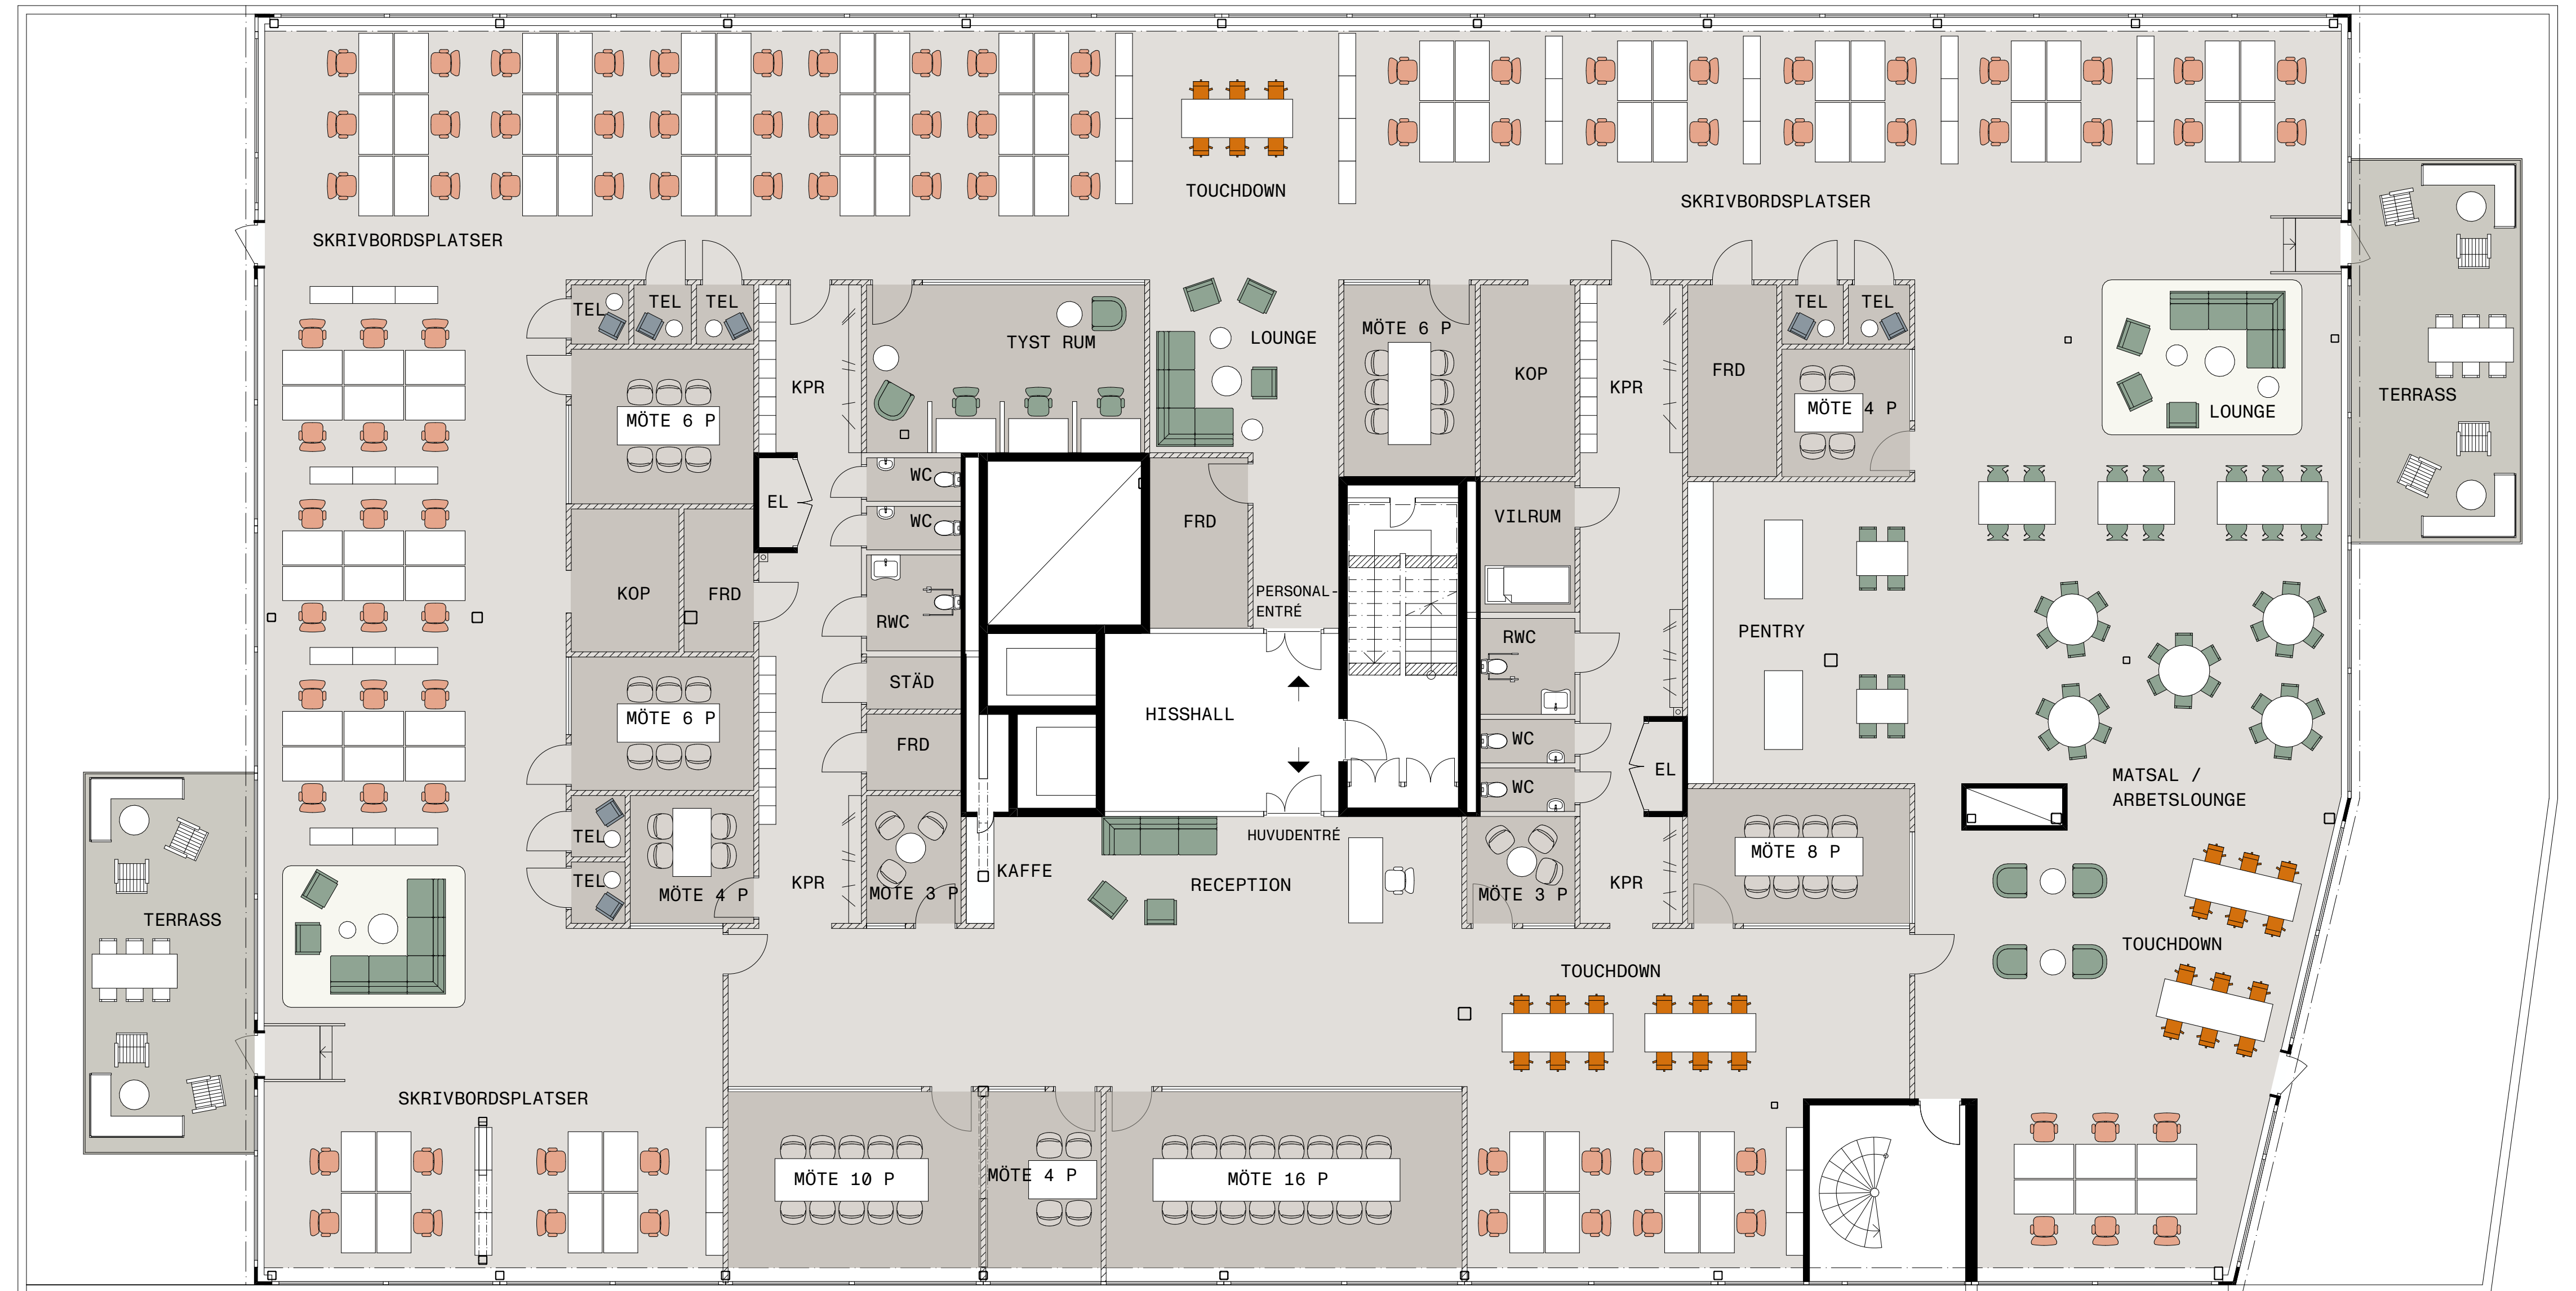 TOUCHDOWN
SKRIVBORDSPLATSER
SKRIVBORDSPLATSER
TEL
TEL
TEL
TYST RUM
LOUNGE
MÖTE 6 P
KOP
KPR
FRD
TEL
TEL
MÖTE 4 P
LOUNGE
TERRASS
KPR
MÖTE 6 P
WC
WC
EL
FRD
VILRUM
KOP
FRD
RWC
PERSONAL-
ENTRÉ
RWC
PENTRY
STÄD
MÖTE 6 P
HISSHALL
FRD
WC
WC
EL
MATSAL /
ARBETSLOUNGE
TEL
TEL
MÖTE 4 P
KPR
MÖTE 3 P
KAFFE
HUVUDENTRÉ
RECEPTION
MÖTE 3 P
KPR
MÖTE 8 P
TERRASS
TOUCHDOWN
TOUCHDOWN
SKRIVBORDSPLATSER
MÖTE 10 P
MÖTE 4 P
MÖTE 16 P